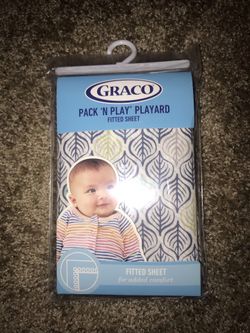 GRACO
PACK 'N PLAY® PLAYARD
FITTED SHEET
FITTED SHEET
for added comfort